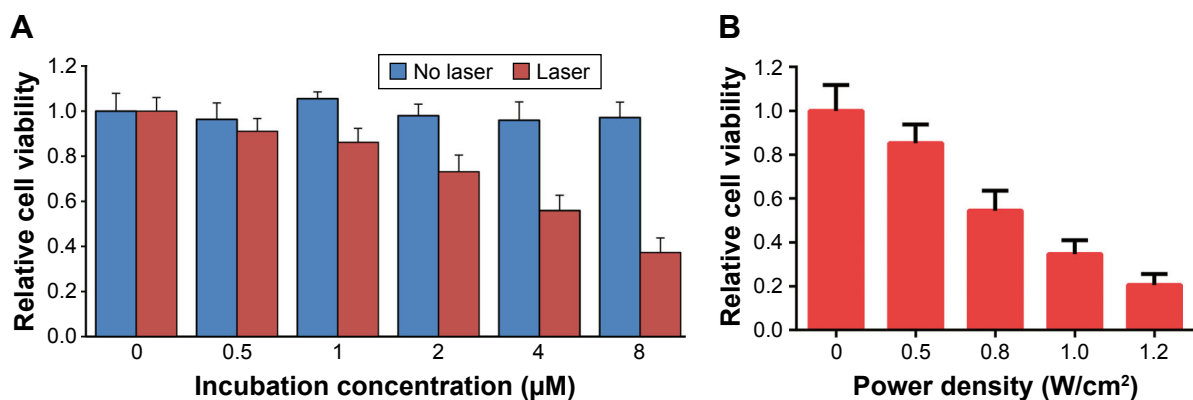 A
Relative cell viability
1.2
1.0
0.8
0.6
0.4
0.2
0.0
No laser
Laser
0 0.5 1 2 4 8
Incubation concentration (µM)
B
Relative cell viability
1.2
1.0
0.8
0.6
0.4
0.2
0.0
0 0.5 0.8 1.0 1.2
Power density (W/cm²)